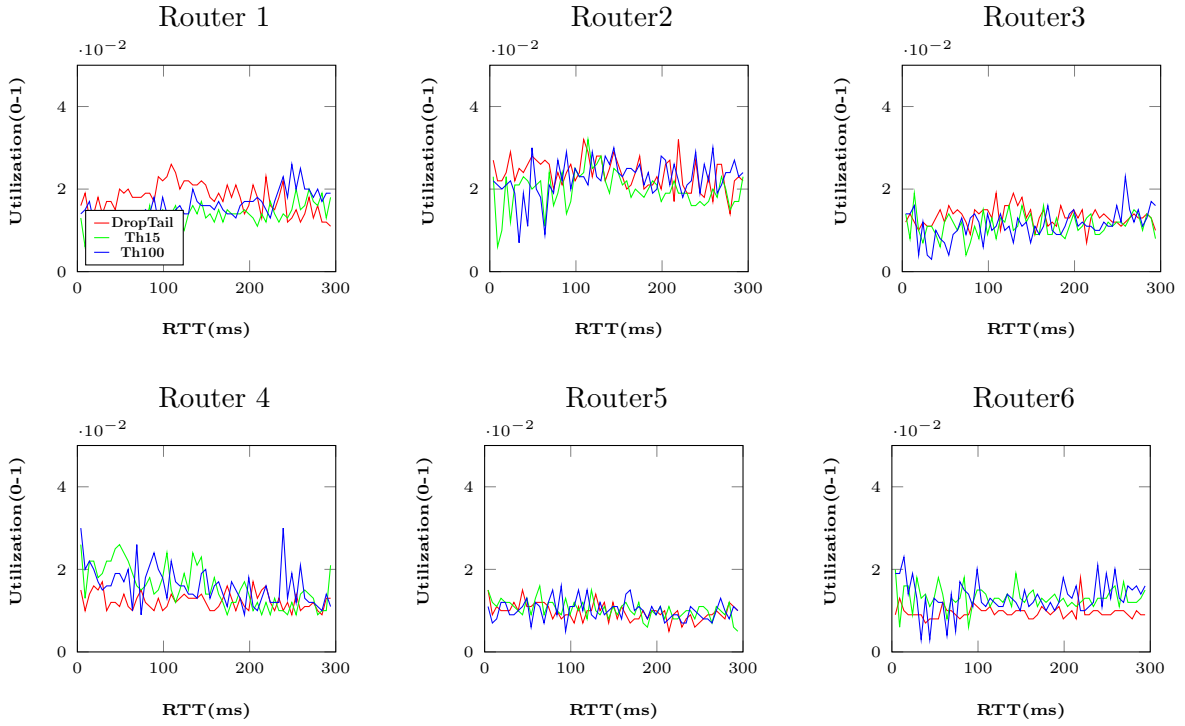 Router 1
·10−2
Utilization(0-1)
4
2
0
DropTail
Th15
Th100
0
100
200
300
RTT(ms)
Router2
·10−2
Utilization(0-1)
4
2
0
0
100
200
300
RTT(ms)
Router3
·10−2
Utilization(0-1)
4
2
0
0
100
200
300
RTT(ms)
Router 4
·10−2
Utilization(0-1)
4
2
0
0
100
200
300
RTT(ms)
Router5
·10−2
Utilization(0-1)
4
2
0
0
100
200
300
RTT(ms)
Router6
·10−2
Utilization(0-1)
4
2
0
0
100
200
300
RTT(ms)